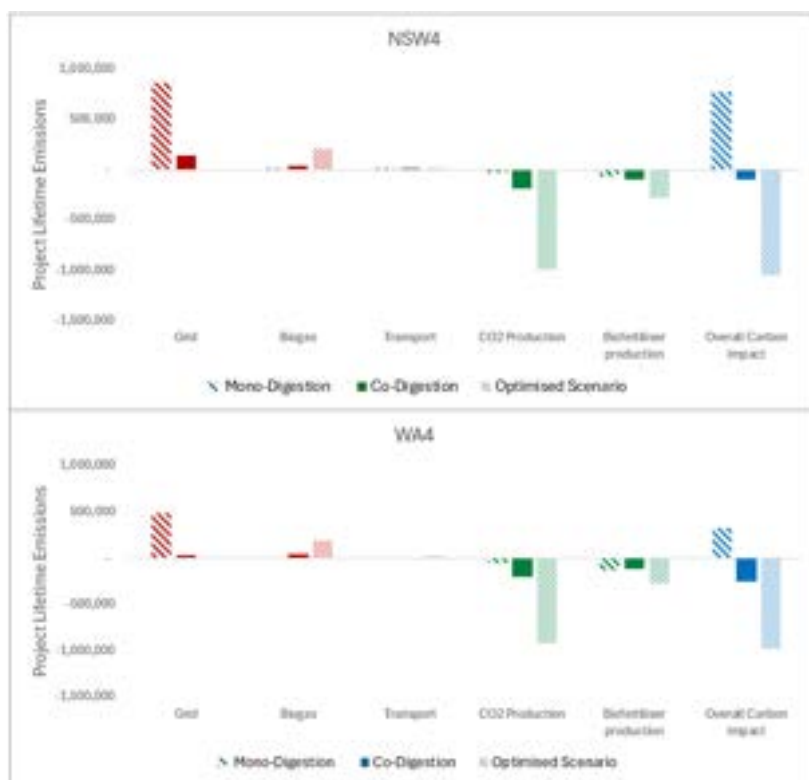 NSW4
1,000,000
500,000
-
-500,000
-1,000,000
-1,500,000
Project Lifetime Emissions
Grid
Biogas
Transport
CO2 Production
Biofertiliser production
Overall Carbon Impact
Mono-Digestion
Co-Digestion
Optimised Scenario
WA4
1,000,000
500,000
-
-500,000
-1,000,000
-1,500,000
Project Lifetime Emissions
Grid
Biogas
Transport
CO2 Production
Biofertiliser production
Overall Carbon Impact
Mono-Digestion
Co-Digestion
Optimised Scenario